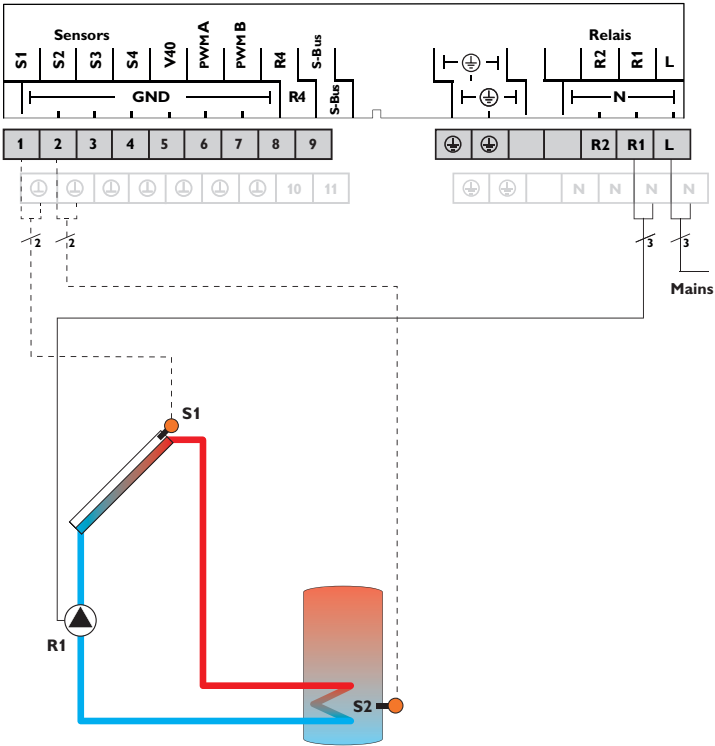 Sensors
Relais
S1 S2 S3 S4 V40 PWM A PWM B R4 S-Bus
R2 R1 L
GND
R4
S-Bus
N
1 2 3 4 5 6 7 8 9
R2 R1 L
10 11
N N N N
2 2
3 3
Mains
S1
R1
S2